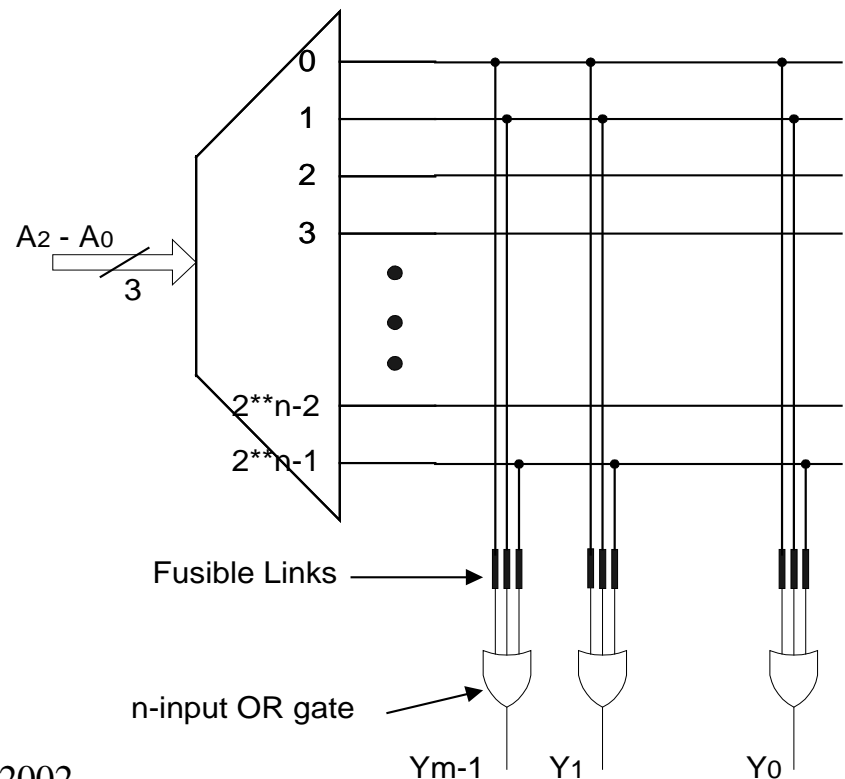 0
1
2
3
A2 - A0
3
2**n-2
2**n-1
Fusible Links
n-input OR gate
Ym-1 Y1 Y0
2002